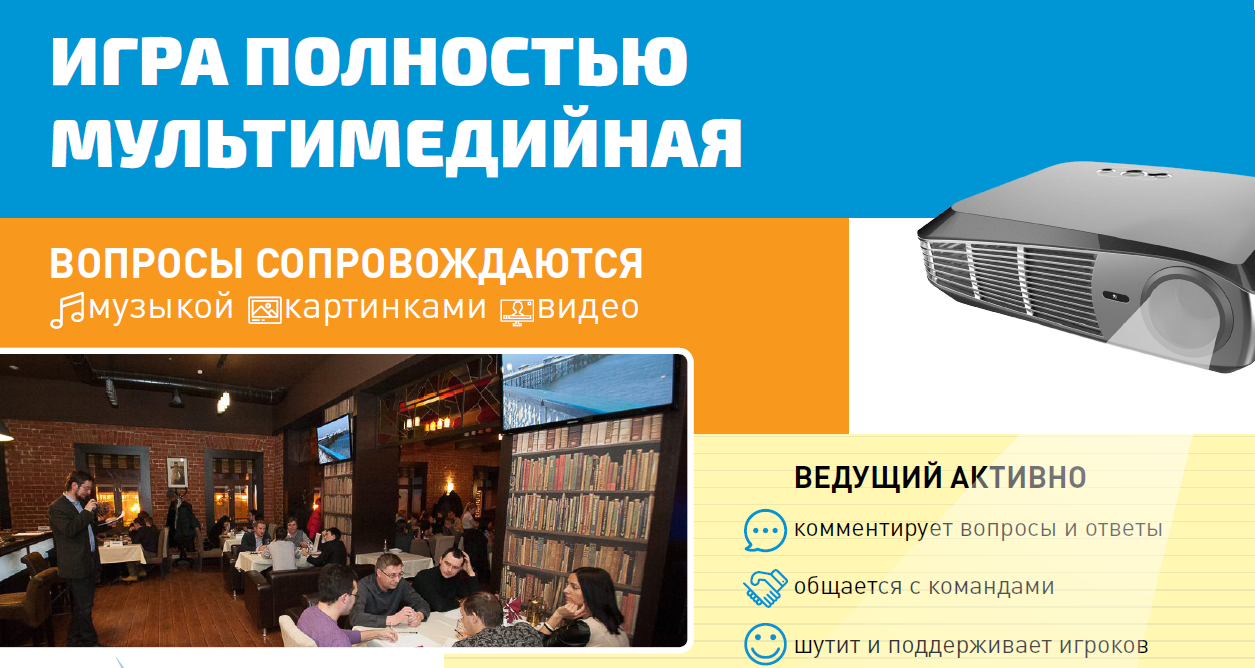 ИГРА ПОЛНОСТЬЮ
МУЛЬТИМЕДИЙНАЯ
ВОПРОСЫ СОПРОВОЖДАЮТСЯ
музыкой картинками видео
ВЕДУЩИЙ АКТИВНО
комментирует вопросы и ответы
общается с командами
шутит и поддерживает игроков